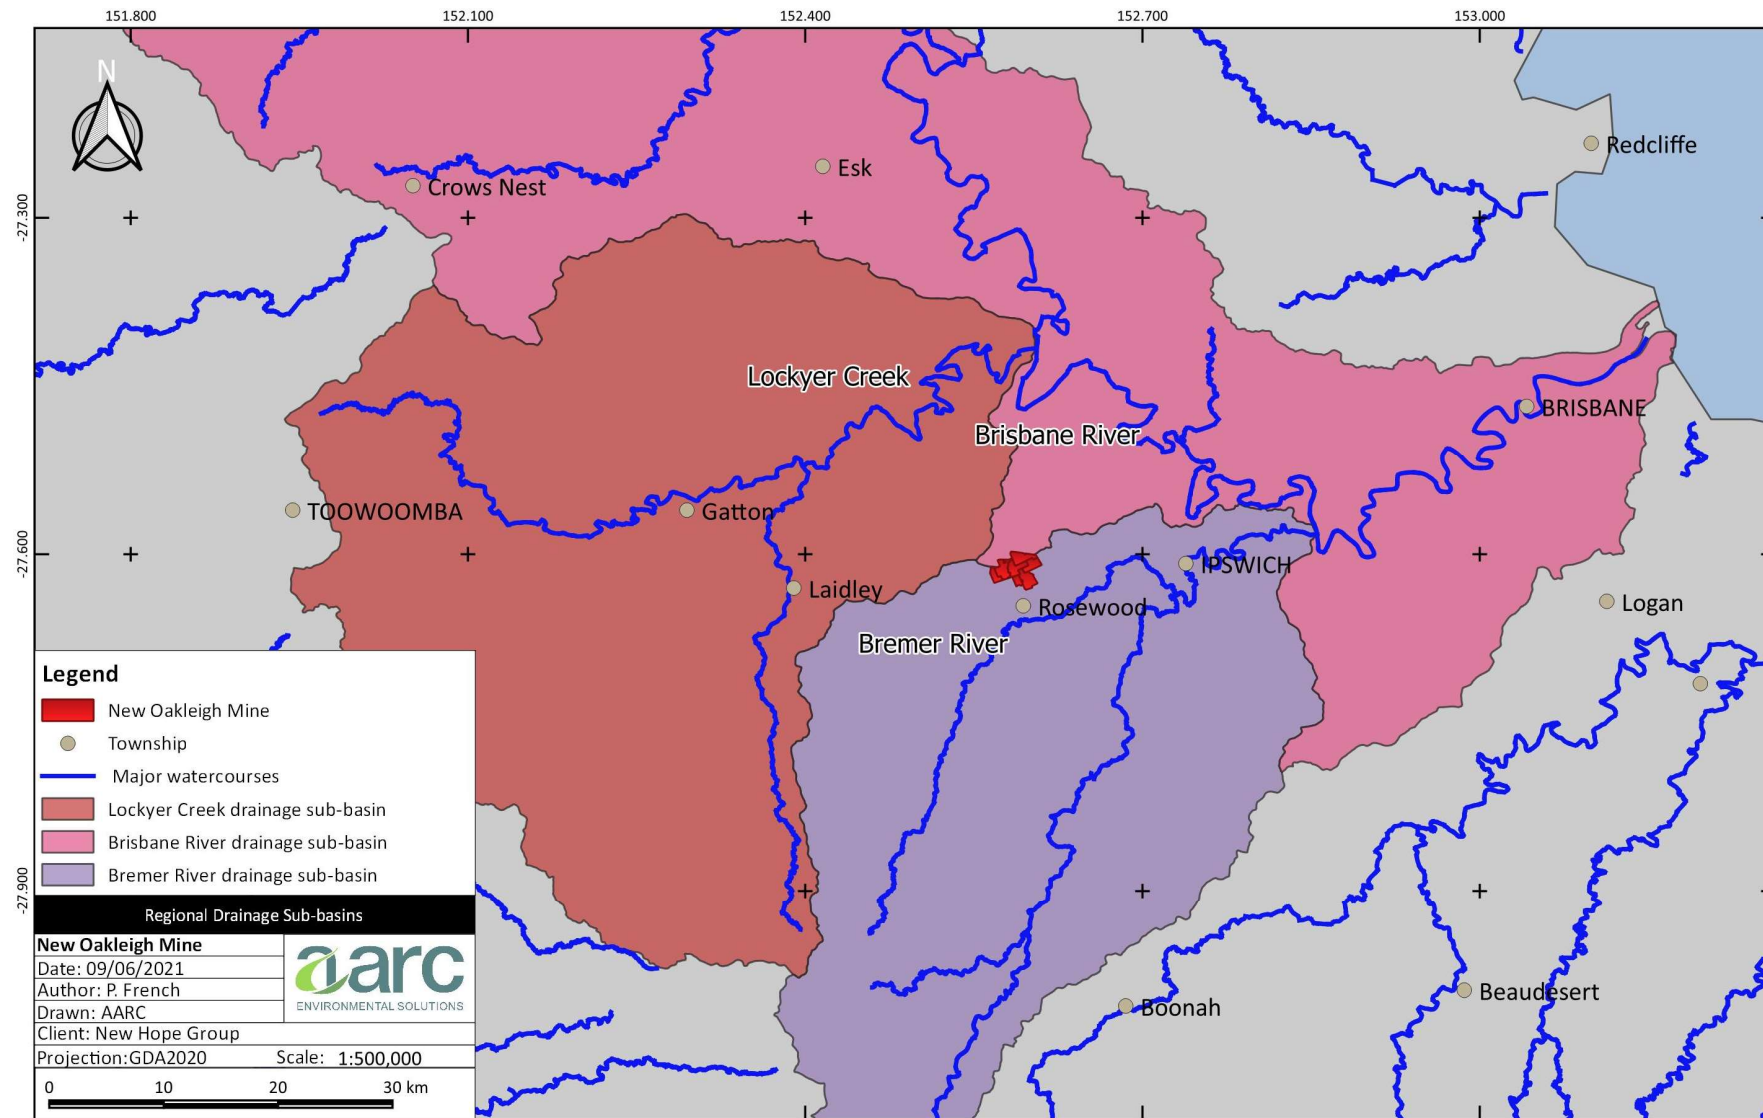 151.800 152.100 152.400 152.700 153.000
N
Redcliffe
Esk
Crows Nest
-27.300
Lockyer Creek
BRISBANE
Brisbane River
TOOWOOMBA
Gatton
-27.600
IPSWICH
Laidley
Rosewood
Logan
Bremer River
Legend
New Oakleigh Mine
Township
Major watercourses
Lockyer Creek drainage sub-basin
Brisbane River drainage sub-basin
Bremer River drainage sub-basin
-27.900
Regional Drainage Sub-basins
New Oakleigh Mine
Date: 09/06/2021
Author: P. French
Drawn: AARC
aarc
ENVIRONMENTAL SOLUTIONS
Client: New Hope Group
Projection:GDA2020 Scale: 1:500,000
0 10 20 30 km
Beaudesert
Boonah